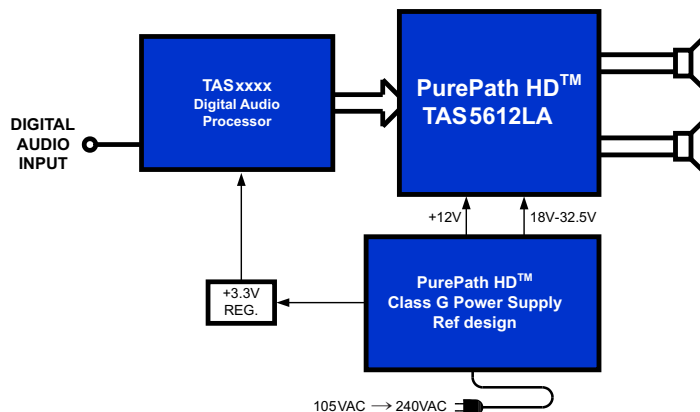 TASxxxx
Digital Audio
Processor
PurePath HD™
TAS5612LA
DIGITAL
AUDIO
INPUT
+12V
18V-32.5V
+3.3V
REG.
PurePath HD™
Class G Power Supply
Ref design
105VAC → 240VAC